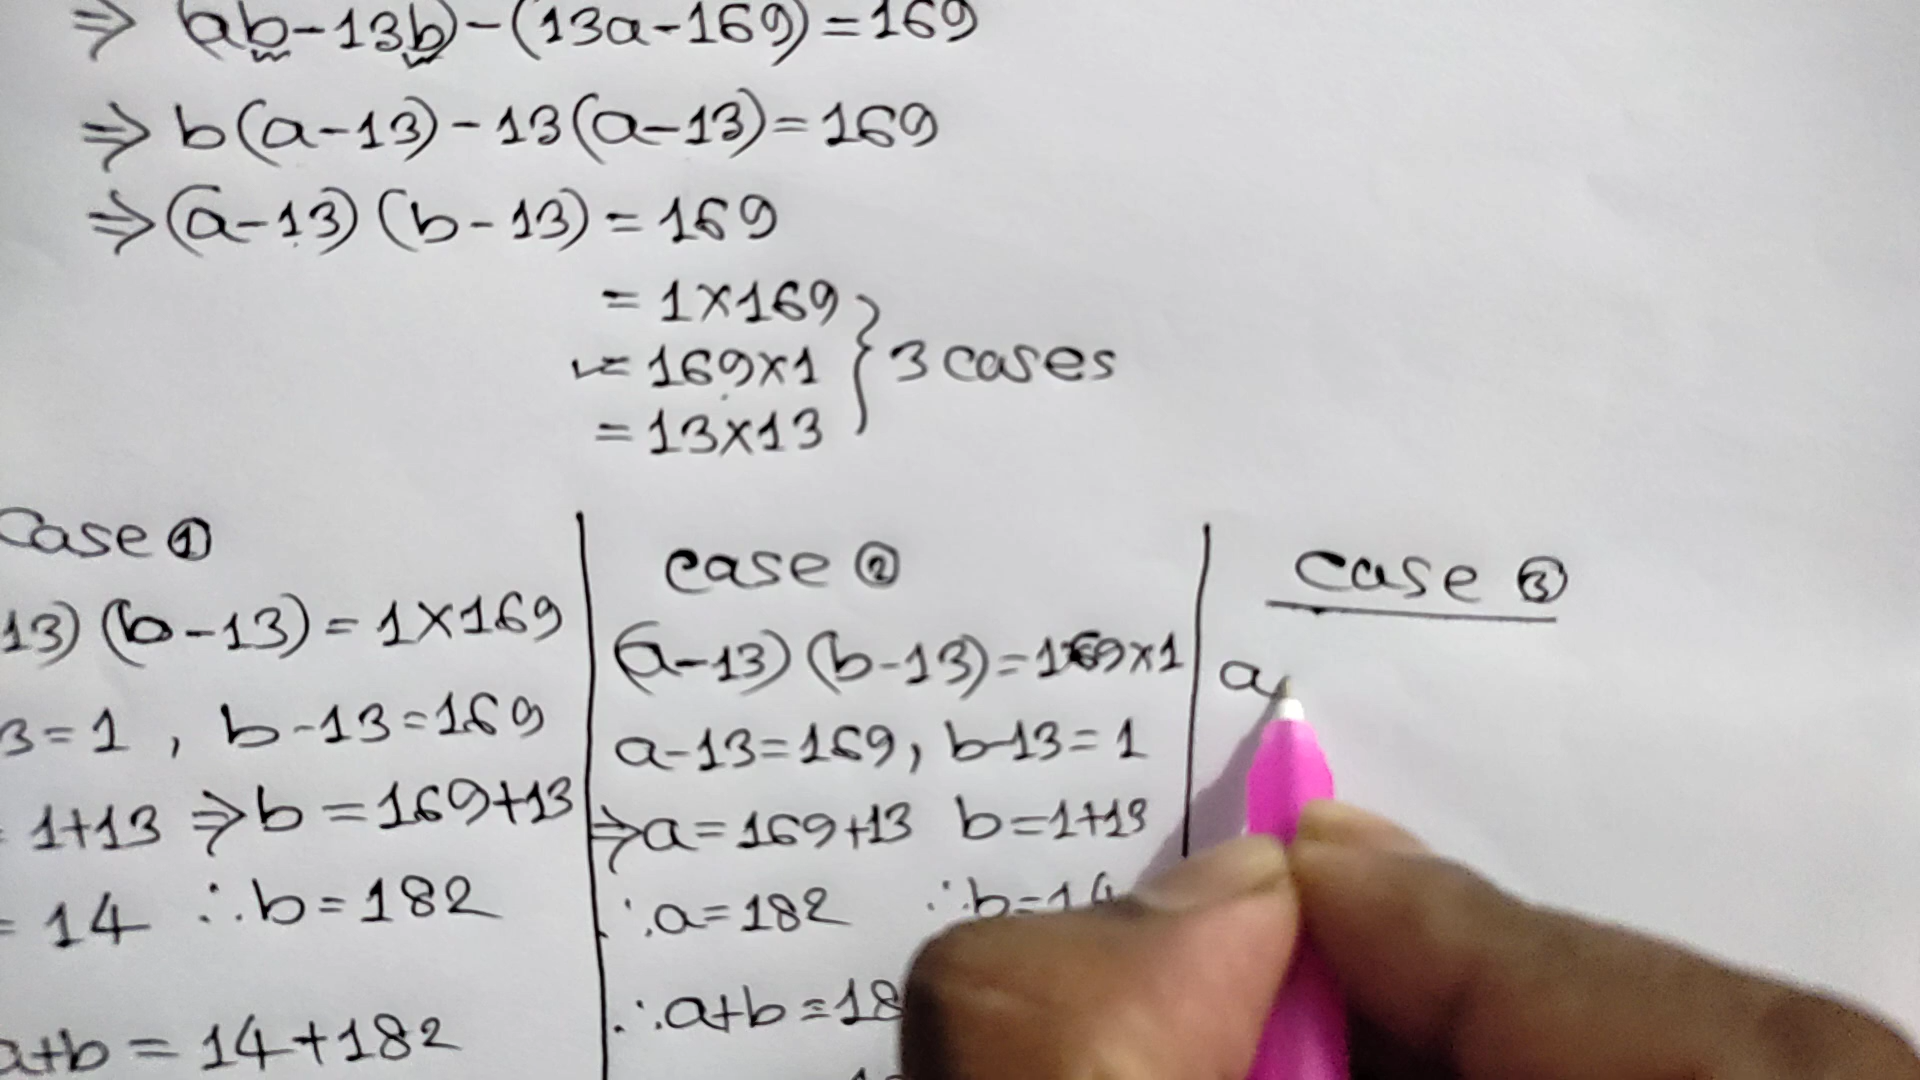 ⇒ (ab-13b)-(13a-169)=169
⇒ b(a-13)-13(a-13)=169
⇒ (a-13)(b-13)=169
= 1×169
= 169×1
= 13×13
3 cases
Case ①
13)(b-13)=1×169
3=1, b-13=169
= 1+13 ⇒ b=169+13
= 14 ∴ b=182
a+b = 14+182
case ②
(a-13)(b-13)=169×1
a-13=169, b-13=1
⇒ a=169+13 b=1+13
∴ a=182 ∴ b=14
∴ a+b=18
case ③
a